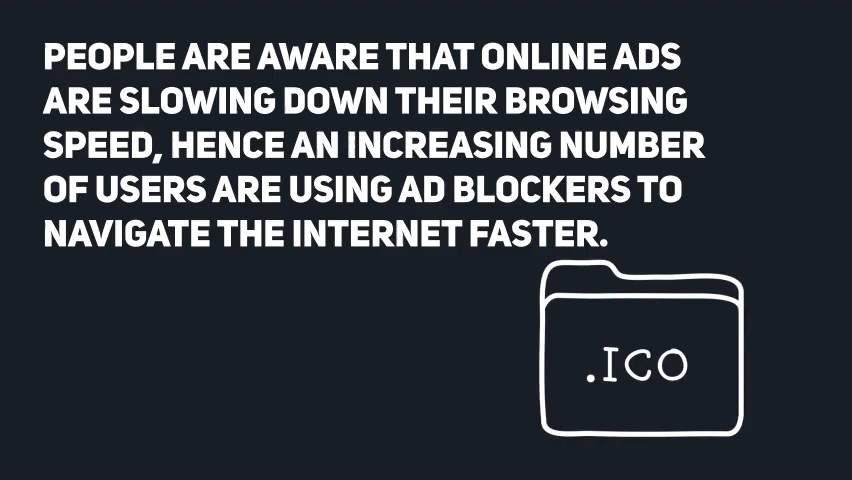 PEOPLE ARE AWARE THAT ONLINE ADS
ARE SLOWING DOWN THEIR BROWSING
SPEED, HENCE AN INCREASING NUMBER
OF USERS ARE USING AD BLOCKERS TO
NAVIGATE THE INTERNET FASTER.
.ICO